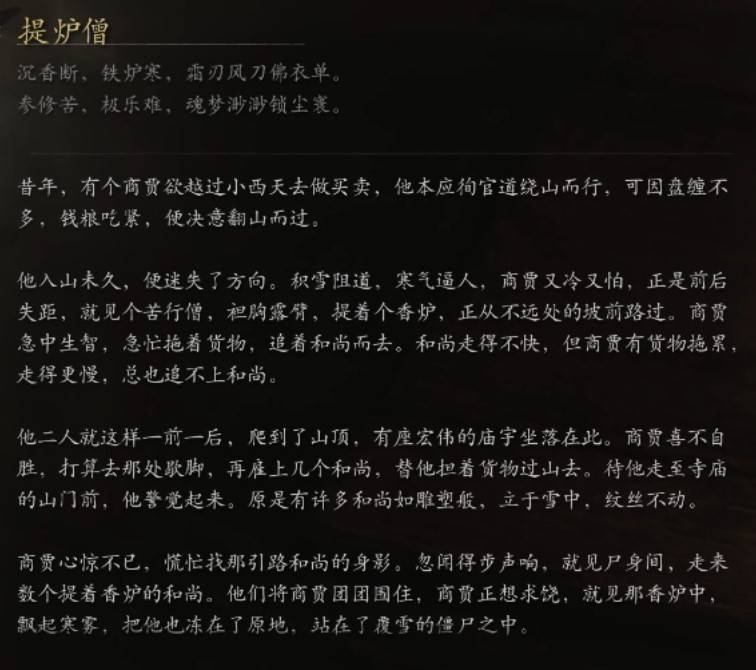 提炉僧
沉香断，铁炉寒，霜刃风刀佛衣单。
参修苦，极乐难，魂梦渺渺锁尘寰。
昔年，有个商贾欲越过小西天去做买卖，他本应徇官道绕山而行，可因盘缠不
多，钱粮吃紧，便决意翻山而过。
他入山未久，便迷失了方向。积雪阻道，寒气逼人，商贾又冷又怕，正是前后
失距，就见个苦行僧，袒胸露臂，提着个香炉，正从不远处的坡前路过。商贾
急中生智，急忙拖着货物，追着和尚而去。和尚走得不快，但商贾有货物拖累，
走得更慢，总也追不上和尚。
他二人就这样一前一后，爬到了山顶，有座宏伟的庙宇坐落在此。商贾喜不自
胜，打算去那处歇脚，再雇上几个和尚，替他担着货物过山去。待他走至寺庙
的山门前，他警觉起来。原是有许多和尚如雕塑般，立于雪中，纹丝不动。
商贾心惊不已，慌忙找那引路和尚的身影。忽闻得步声响，就见尸身间，走来
数个提着香炉的和尚。他们将商贾团团围住，商贾正想求饶，就见那香炉中，
飘起寒雾，把他也冻在了原地，站在了覆雪的僵尸之中。